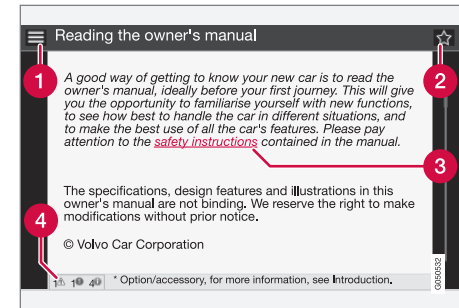 Reading the owner's manual
1
2
A good way of getting to know your new car is to read the
owner's manual, ideally before your first journey. This will give
you the opportunity to familiarise yourself with new functions,
to see how best to handle the car in different situations, and
to make the best use of all the car's features. Please pay
attention to the safety instructions contained in the manual.
3
The specifications, design features and illustrations in this
owner's manual are not binding. We reserve the right to make
modifications without prior notice.
4
© Volvo Car Corporation
1 1 4 * Option/accessory, for more information, see Introduction.
G050532